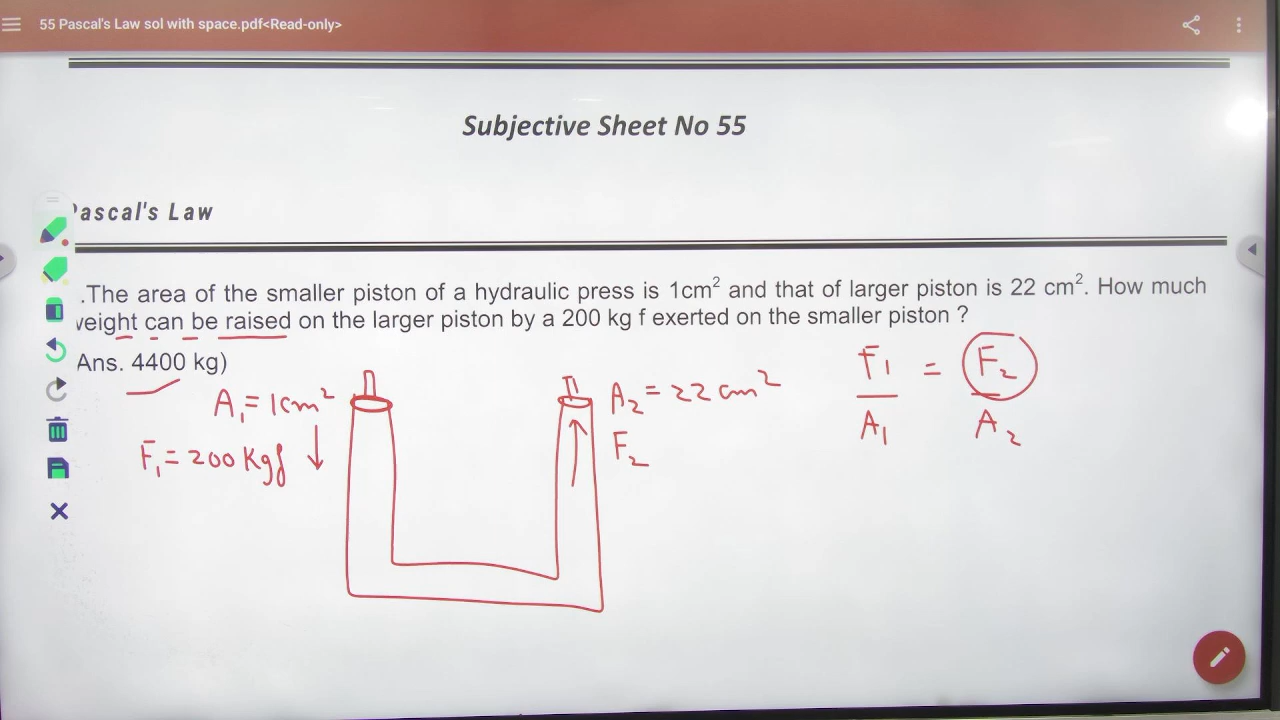 55 Pascal's Law sol with space.pdf<Read-only>
Subjective Sheet No 55
Pascal's Law
.The area of the smaller piston of a hydraulic press is 1cm² and that of larger piston is 22 cm². How much
weight can be raised on the larger piston by a 200 kg f exerted on the smaller piston ?
Ans. 4400 kg)
A₁ = 1cm²
F₁ = 200 Kgf
A₂ = 22 cm²
F₂
F₁ = F₂
A₁ A₂